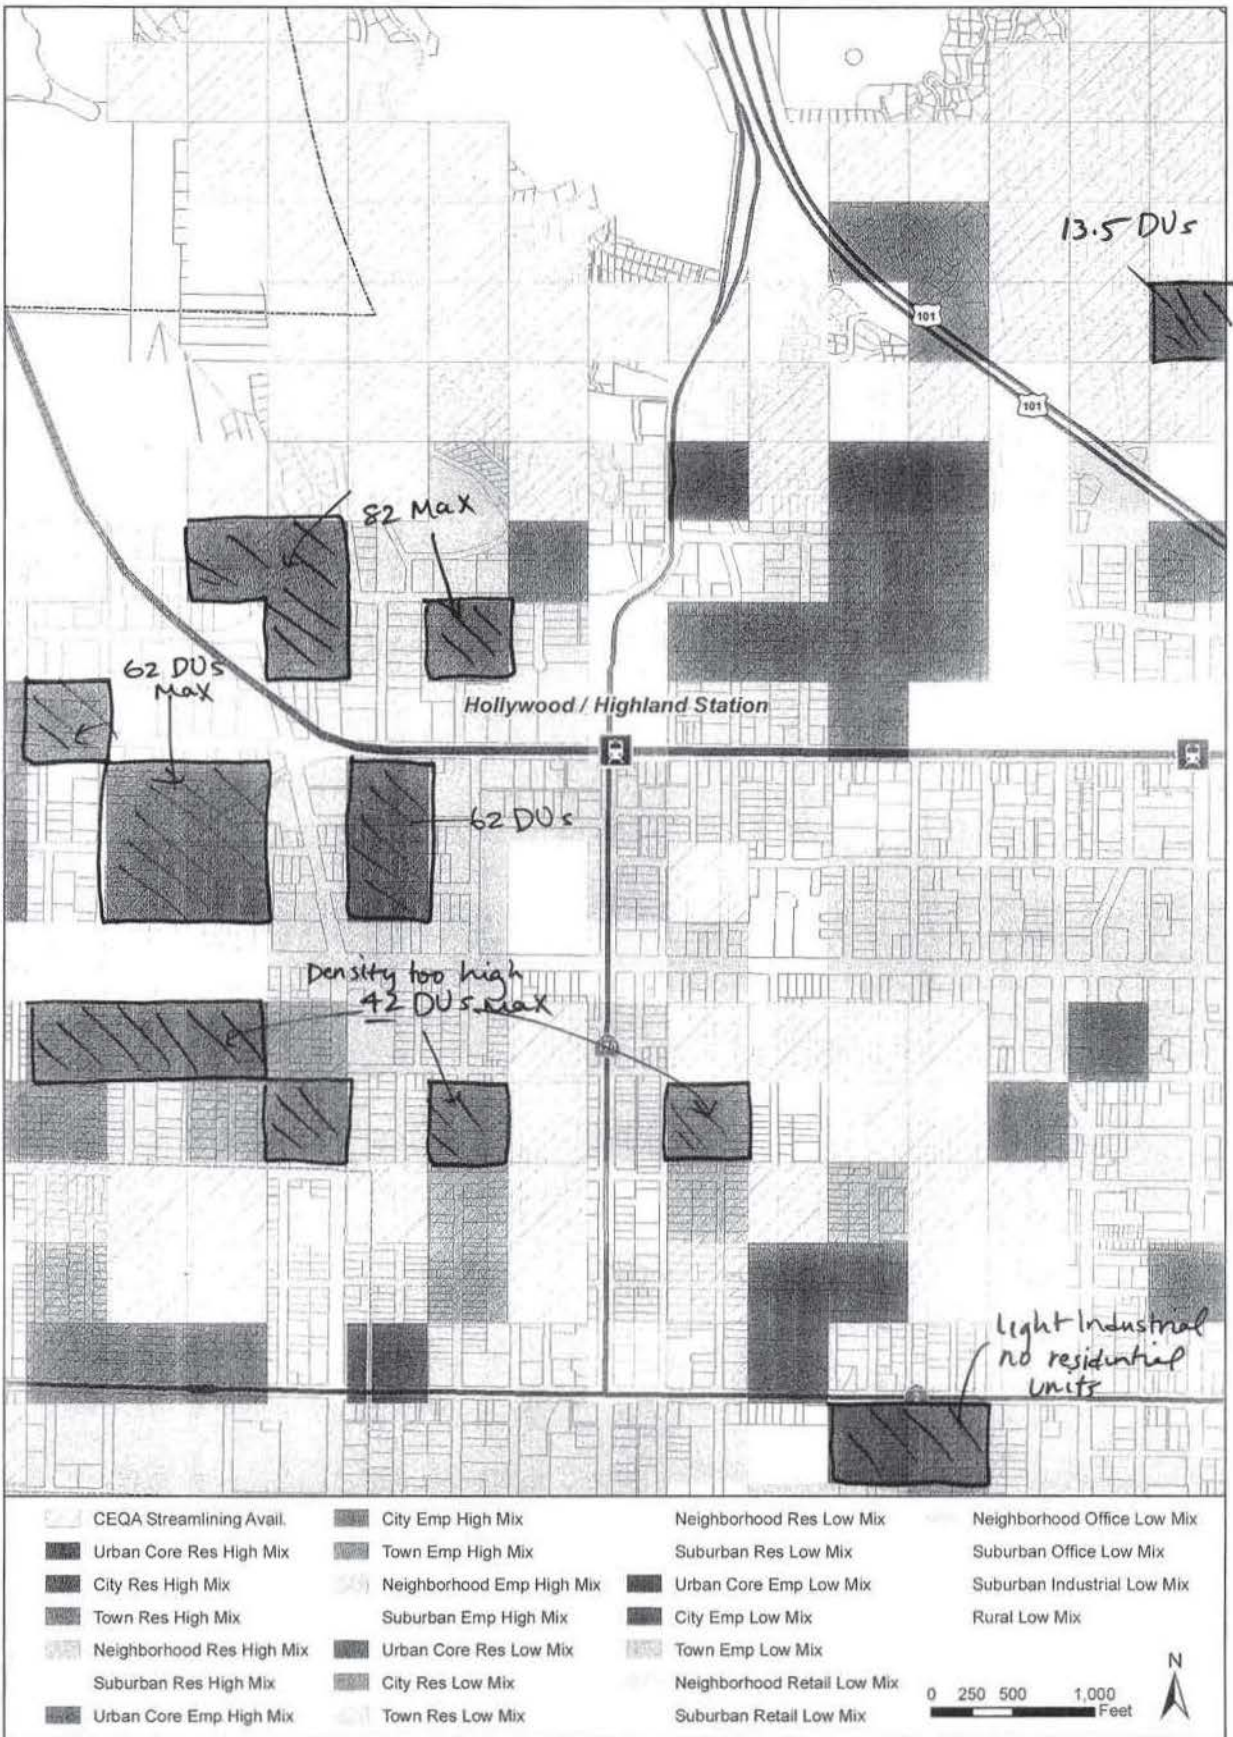 13.5 DUs
101
101
82 Max
62 DUs
Max
Hollywood / Highland Station
62 DUs
Density too high
42 DUs Max
light Industrial
no residential
units
CEQA Streamlining Avail.
Urban Core Res High Mix
City Res High Mix
Town Res High Mix
Neighborhood Res High Mix
Suburban Res High Mix
Urban Core Emp High Mix
City Emp High Mix
Town Emp High Mix
Neighborhood Emp High Mix
Suburban Emp High Mix
Urban Core Res Low Mix
City Res Low Mix
Town Res Low Mix
Neighborhood Res Low Mix
Suburban Res Low Mix
Urban Core Emp Low Mix
City Emp Low Mix
Town Emp Low Mix
Neighborhood Retail Low Mix
Suburban Retail Low Mix
Neighborhood Office Low Mix
Suburban Office Low Mix
Suburban Industrial Low Mix
Rural Low Mix
N
0 250 500 1,000
Feet